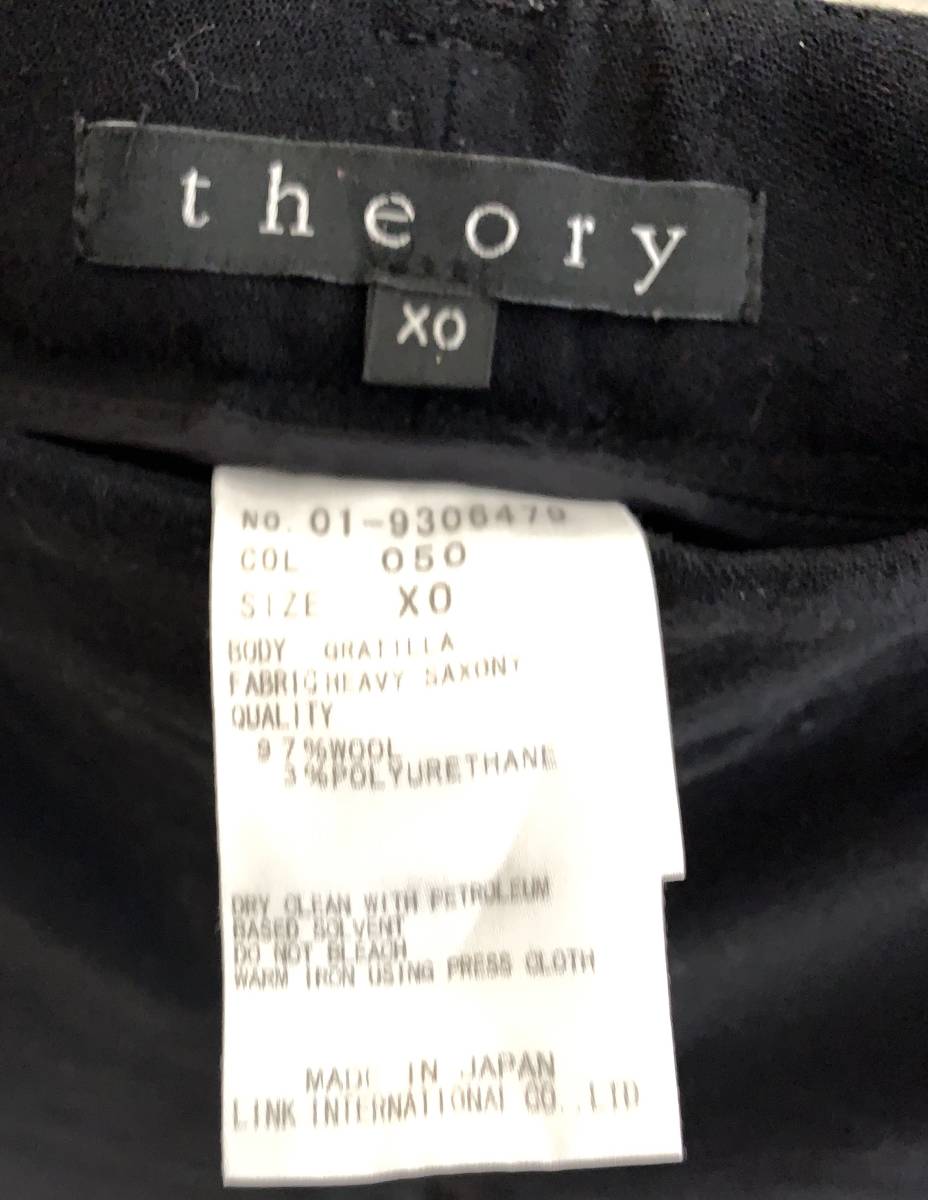 theory
XO
NO. 01-9306479
COL 050
SIZE XO
BODY
FABRIC HEAVY SAXONY
QUALITY
97%WOOL
3%POLYURETHANE
DRY CLEAN WITH PETROLEUM
BASED SOLVENT
DO NOT BLEACH
WARM IRON USING PRESS CLOTH
MADE IN JAPAN
LINK INTERNATIONAL CO.,LTD